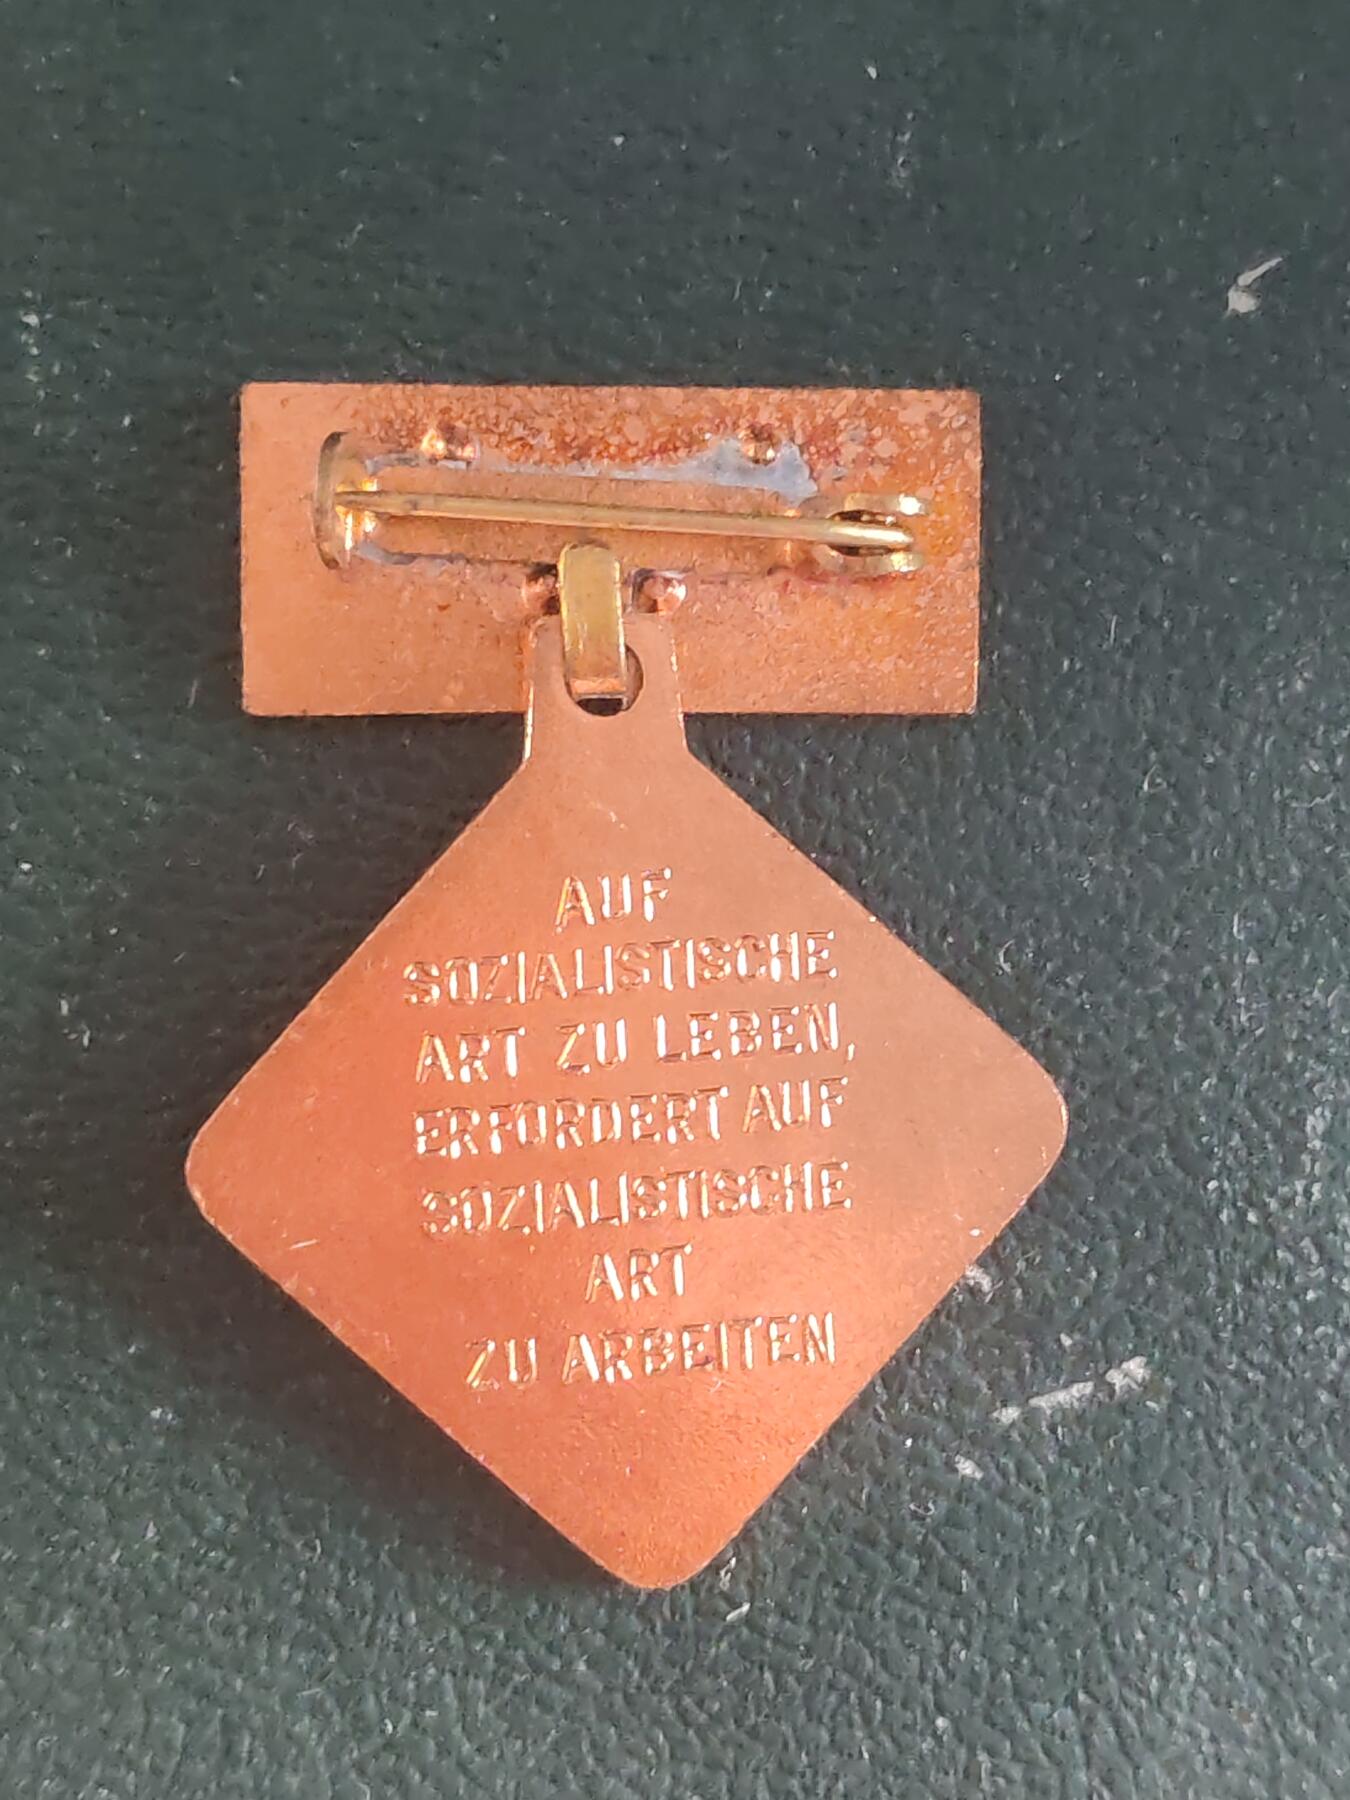 AUF
SOZIALISTISCHE
ART ZU LEBEN,
ERFORDERT AUF
SOZIALISTISCHE
ART
ZU ARBEITEN